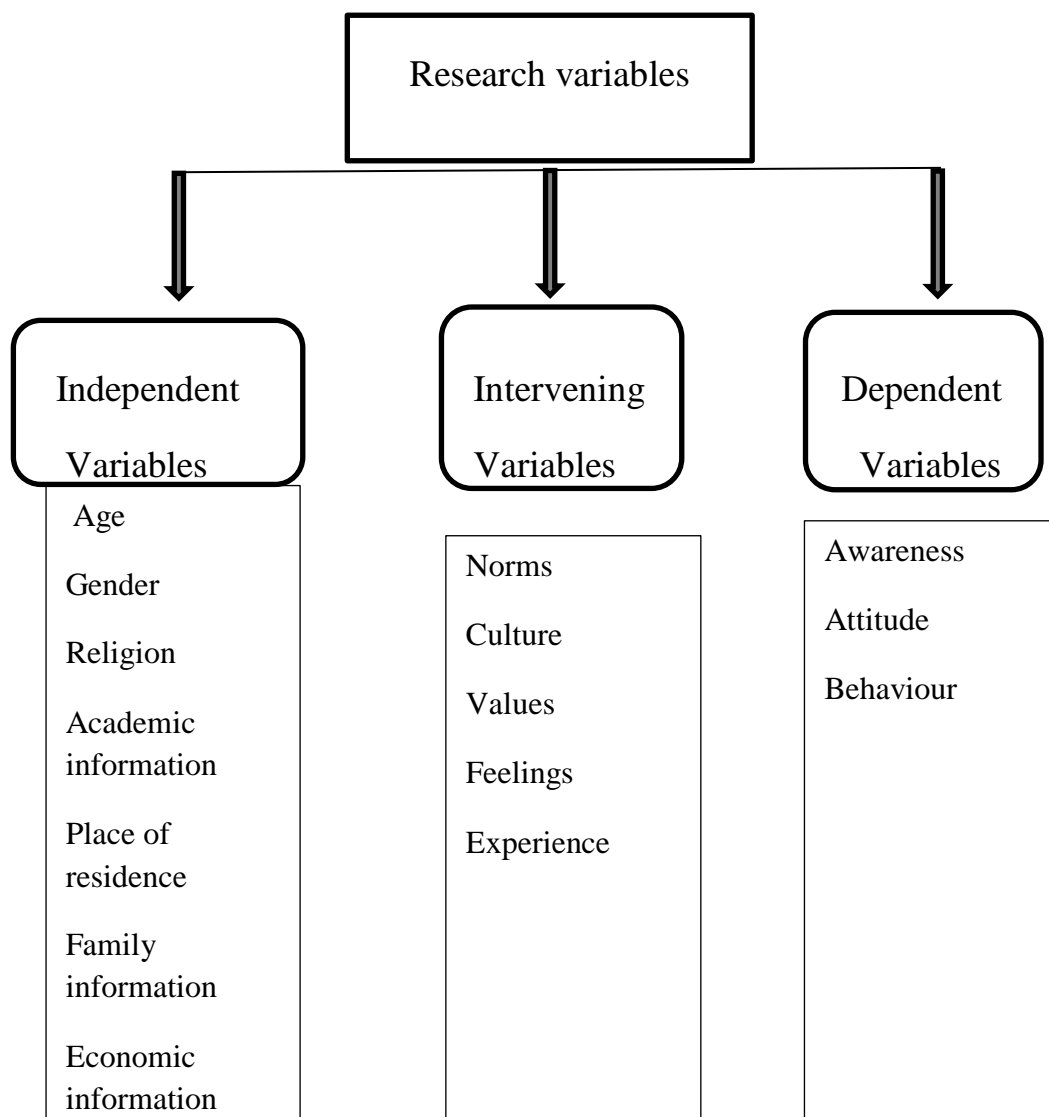 Research variables
Independent
Variables
Age
Gender
Religion
Academic
information
Place of
residence
Family
information
Economic
information
Intervening
Variables
Norms
Culture
Values
Feelings
Experience
Dependent
Variables
Awareness
Attitude
Behaviour